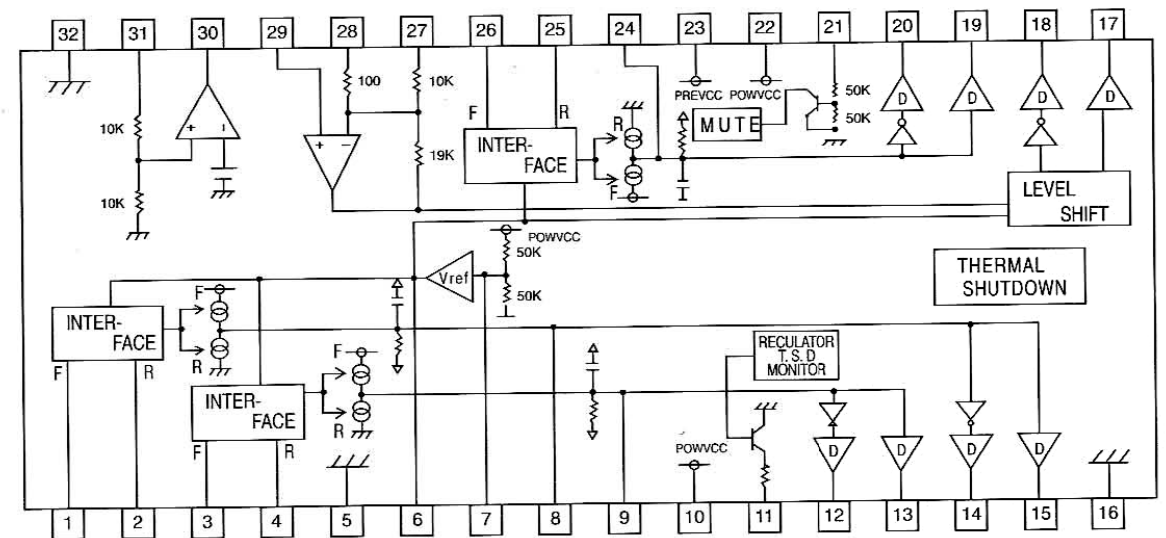 32 31 30 29 28 27 26 25 24 23 22 21 20 19 18 17
10K
10K
+ -
100
10K
19K
+ -
F R
INTER-
FACE
R
F
PREVCC
POWVCC
MUTE
50K
50K
D D D D
LEVEL
SHIFT
POWVCC
50K
50K
Vref
THERMAL
SHUTDOWN
INTER-
FACE
F R
F
R
INTER-
FACE
F R
F
R
RECULATOR
T. S. D
MONITOR
POWVCC
D D D D
1 2 3 4 5 6 7 8 9 10 11 12 13 14 15 16